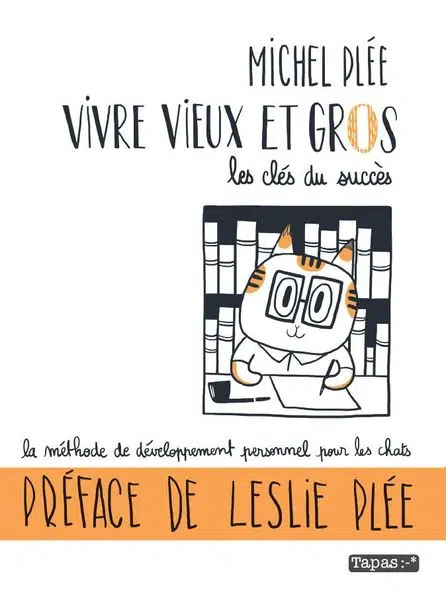 MICHEL PLÉE
VIVRE VIEUX ET GROS
les clés du succès
la méthode de développement personnel pour les chats
PRÉFACE DE LESLIE PLÉE
Tapas:-*